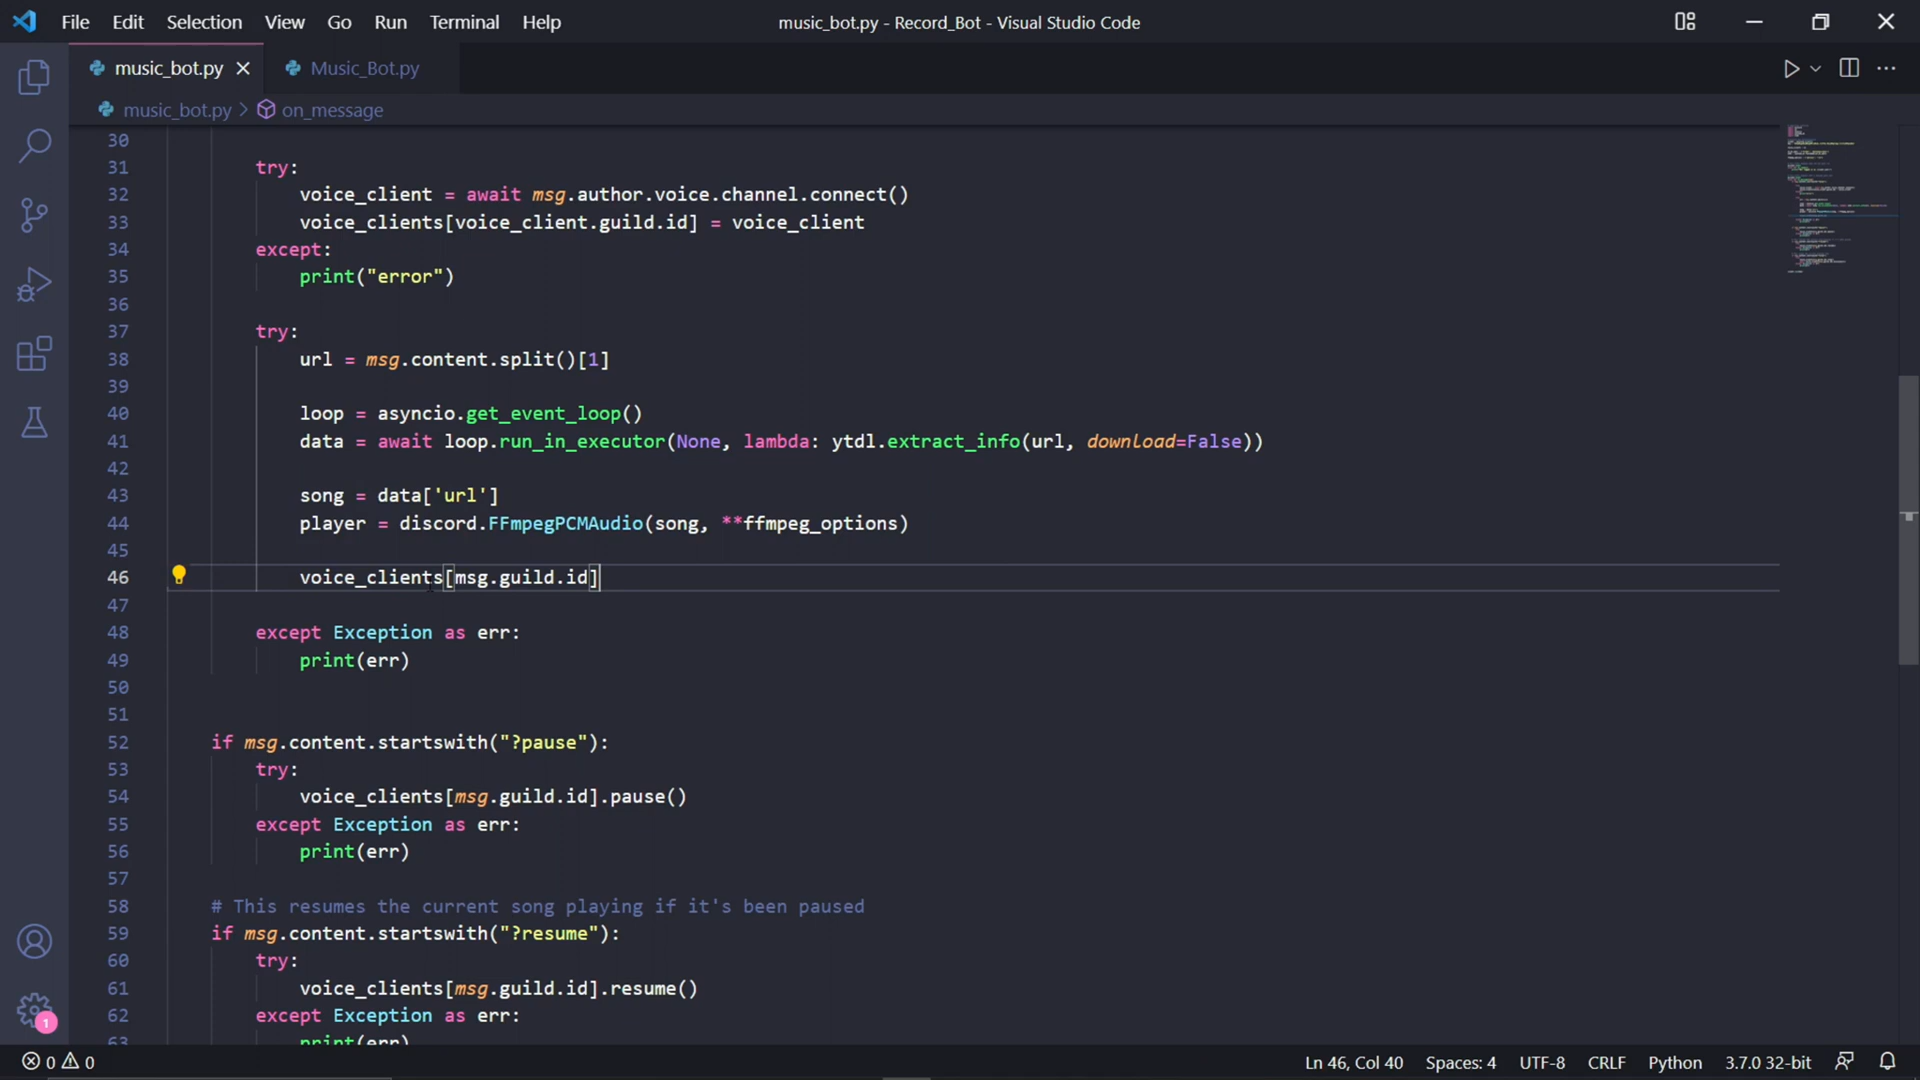 File Edit Selection View Go Run Terminal Help music_bot.py - Record_Bot - Visual Studio Code
music_bot.py Music_Bot.py
music_bot.py > on_message
30
31 try:
32 voice_client = await msg.author.voice.channel.connect()
33 voice_clients[voice_client.guild.id] = voice_client
34 except:
35 print("error")
36
37 try:
38 url = msg.content.split()[1]
39
40 loop = asyncio.get_event_loop()
41 data = await loop.run_in_executor(None, lambda: ytdl.extract_info(url, download=False))
42
43 song = data['url']
44 player = discord.FFmpegPCMAudio(song, **ffmpeg_options)
45
46 voice_clients[msg.guild.id]
47
48 except Exception as err:
49 print(err)
50
51
52 if msg.content.startswith("?pause"):
53 try:
54 voice_clients[msg.guild.id].pause()
55 except Exception as err:
56 print(err)
57
58 # This resumes the current song playing if it's been paused
59 if msg.content.startswith("?resume"):
60 try:
61 voice_clients[msg.guild.id].resume()
62 except Exception as err:
63 print(err)
1
0 0 Ln 46, Col 40 Spaces: 4 UTF-8 CRLF Python 3.7.0 32-bit